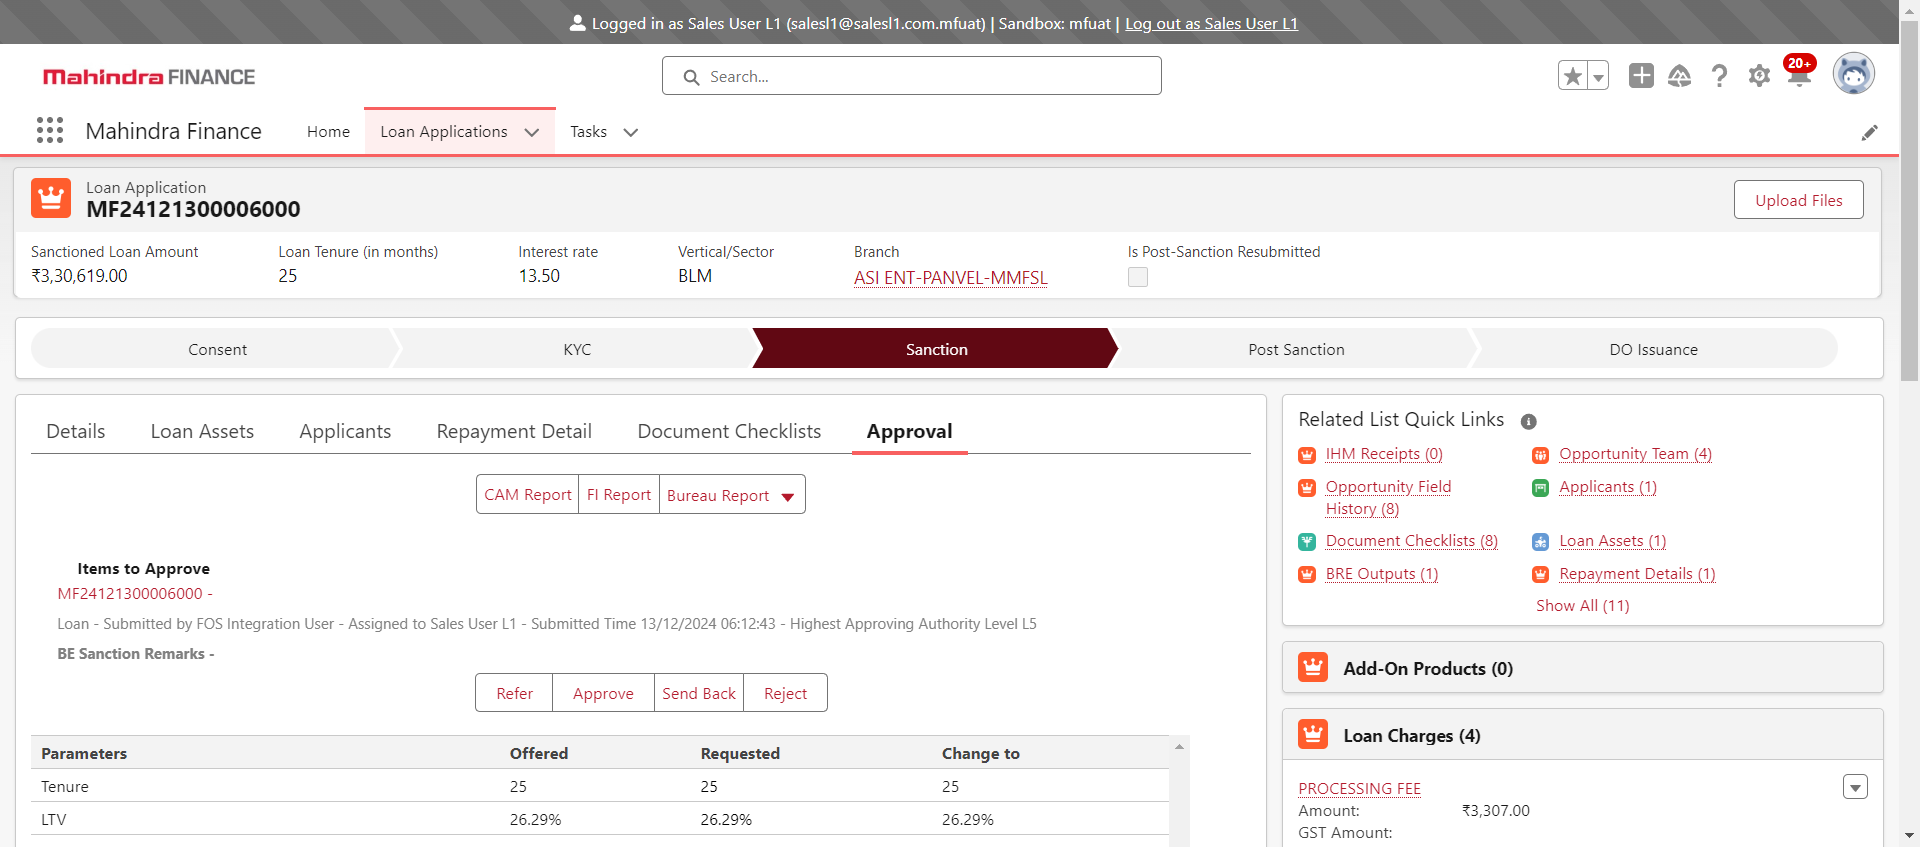 Logged in as Sales User L1 (salesl1@salesl1.com.mfuat) | Sandbox: mfuat | Log out as Sales User L1
Mahindra FINANCE
Search...
20+
Mahindra Finance
Home
Loan Applications
Tasks
Loan Application
MF24121300006000
Upload Files
Sanctioned Loan Amount
₹3,30,619.00
Loan Tenure (in months)
25
Interest rate
13.50
Vertical/Sector
BLM
Branch
ASI ENT-PANVEL-MMFSL
Is Post-Sanction Resubmitted
Consent
KYC
Sanction
Post Sanction
DO Issuance
Details
Loan Assets
Applicants
Repayment Detail
Document Checklists
Approval
CAM Report
FI Report
Bureau Report
Items to Approve
MF24121300006000 -
Loan - Submitted by FOS Integration User - Assigned to Sales User L1 - Submitted Time 13/12/2024 06:12:43 - Highest Approving Authority Level L5
BE Sanction Remarks -
Refer
Approve
Send Back
Reject
Parameters Offered Requested Change to
Tenure 25 25 25
LTV 26.29% 26.29% 26.29%
Related List Quick Links
IHM Receipts (0)
Opportunity Team (4)
Opportunity Field
History (8)
Applicants (1)
Document Checklists (8)
Loan Assets (1)
BRE Outputs (1)
Repayment Details (1)
Show All (11)
Add-On Products (0)
Loan Charges (4)
PROCESSING FEE
Amount: ₹3,307.00
GST Amount: